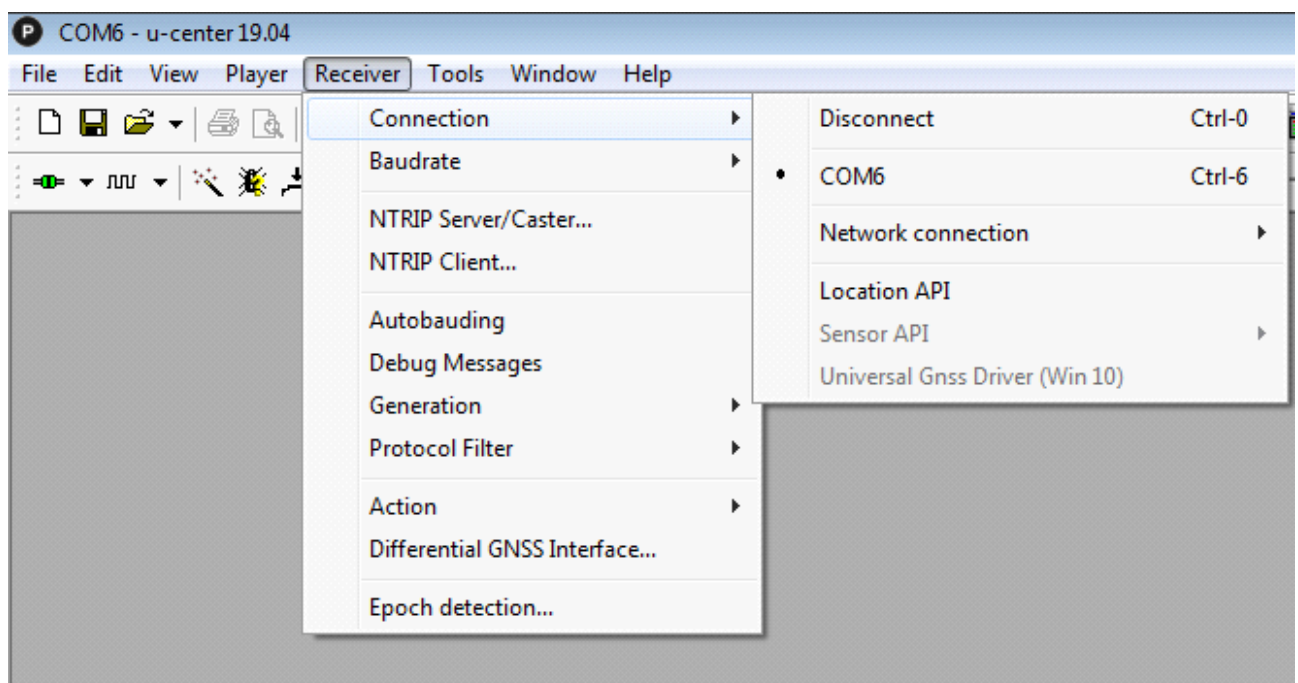 COM6 - u-center 19.04
File Edit View Player Receiver Tools Window Help
Connection
Baudrate
NTRIP Server/Caster...
NTRIP Client...
Autobauding
Debug Messages
Generation
Protocol Filter
Action
Differential GNSS Interface...
Epoch detection...
Disconnect Ctrl-0
COM6 Ctrl-6
Network connection
Location API
Sensor API
Universal Gnss Driver (Win 10)